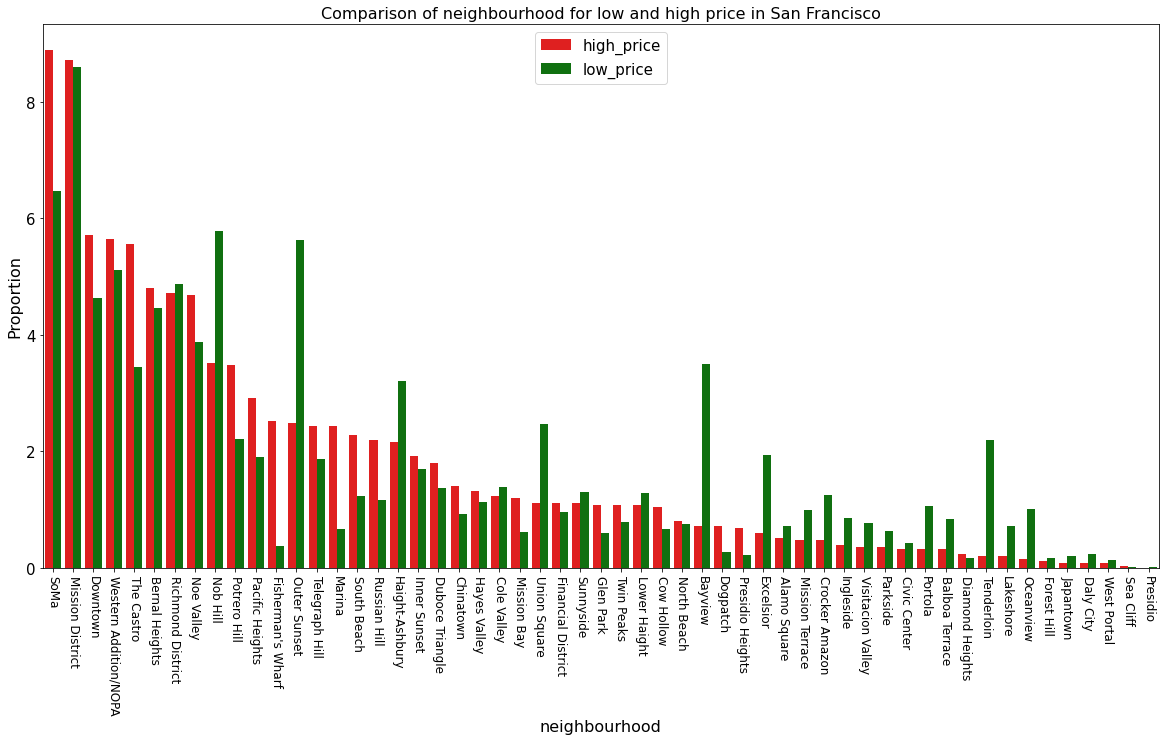 Comparison of neighbourhood for low and high price in San Francisco
high_price
low_price
Proportion
8
6
4
2
0
SoMa
Mission District
Downtown
Western Addition/NOPA
The Castro
Bernal Heights
Richmond District
Noe Valley
Nob Hill
Potrero Hill
Pacific Heights
Fisherman's Wharf
Outer Sunset
Telegraph Hill
Marina
South Beach
Russian Hill
Haight-Ashbury
Inner Sunset
Duboce Triangle
Chinatown
Hayes Valley
Cole Valley
Mission Bay
Union Square
Financial District
Sunnyside
Glen Park
Twin Peaks
Lower Haight
Cow Hollow
North Beach
Bayview
Dogpatch
Presidio Heights
Excelsior
Alamo Square
Mission Terrace
Crocker Amazon
Ingleside
Visitacion Valley
Parkside
Civic Center
Portola
Balboa Terrace
Diamond Heights
Tenderloin
Lakeshore
Oceanview
Forest Hill
Japantown
Daly City
West Portal
Sea Cliff
Presidio
neighbourhood